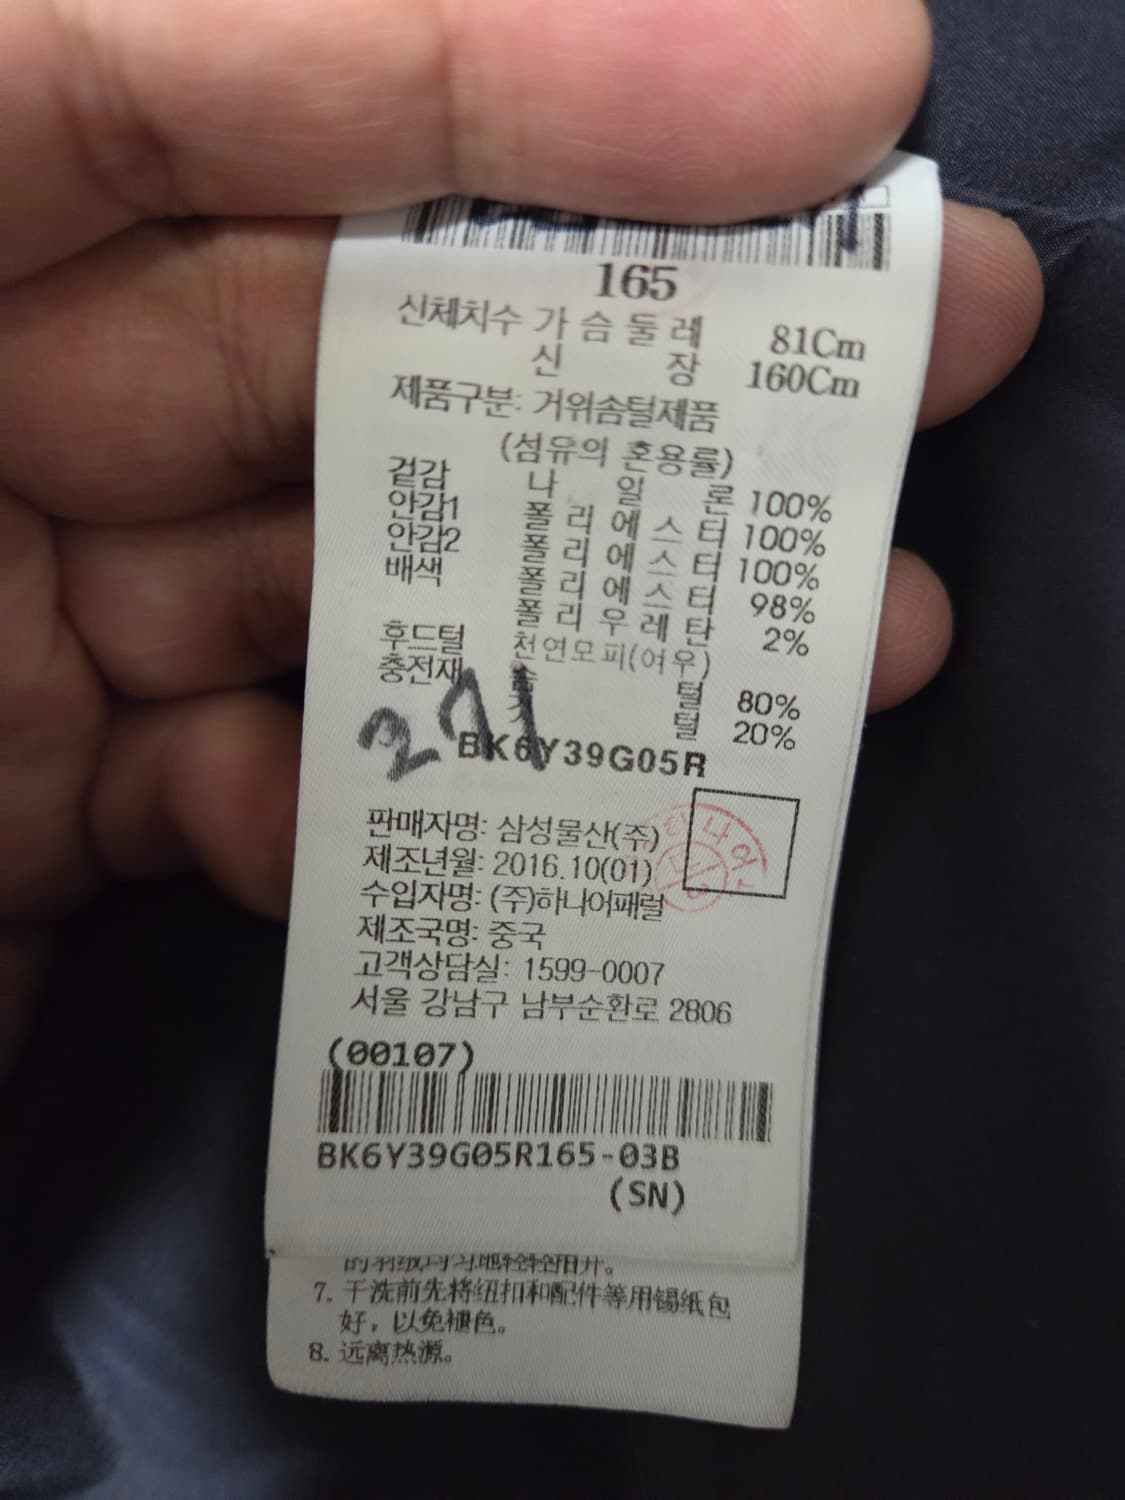 165
신체치수 가 슴 둘 레 81Cm
신 장 160Cm
제품구분: 거위솜털제품
(섬유의 혼용률)
겉감 나 일 론 100%
안감1 폴 리 에 스 터 100%
안감2 폴 리 에 스 터 100%
배색 폴 리 에 스 터 98%
폴 리 우 레 탄 2%
후드털 천연모피(여우)
충전재 솜 털 80%
털 20%
BK6Y39G05R
판매자명: 삼성물산(주)
제조년월: 2016.10(01)
수입자명: (주)하나어패럴
제조국명: 중국
고객상담실: 1599-0007
서울 강남구 남부순환로 2806
(00107)
BK6Y39G05R165-03B
(SN)
7. 干洗前先将纽扣和配件等用锡纸包
好，以免褪色。
8. 远离热源。